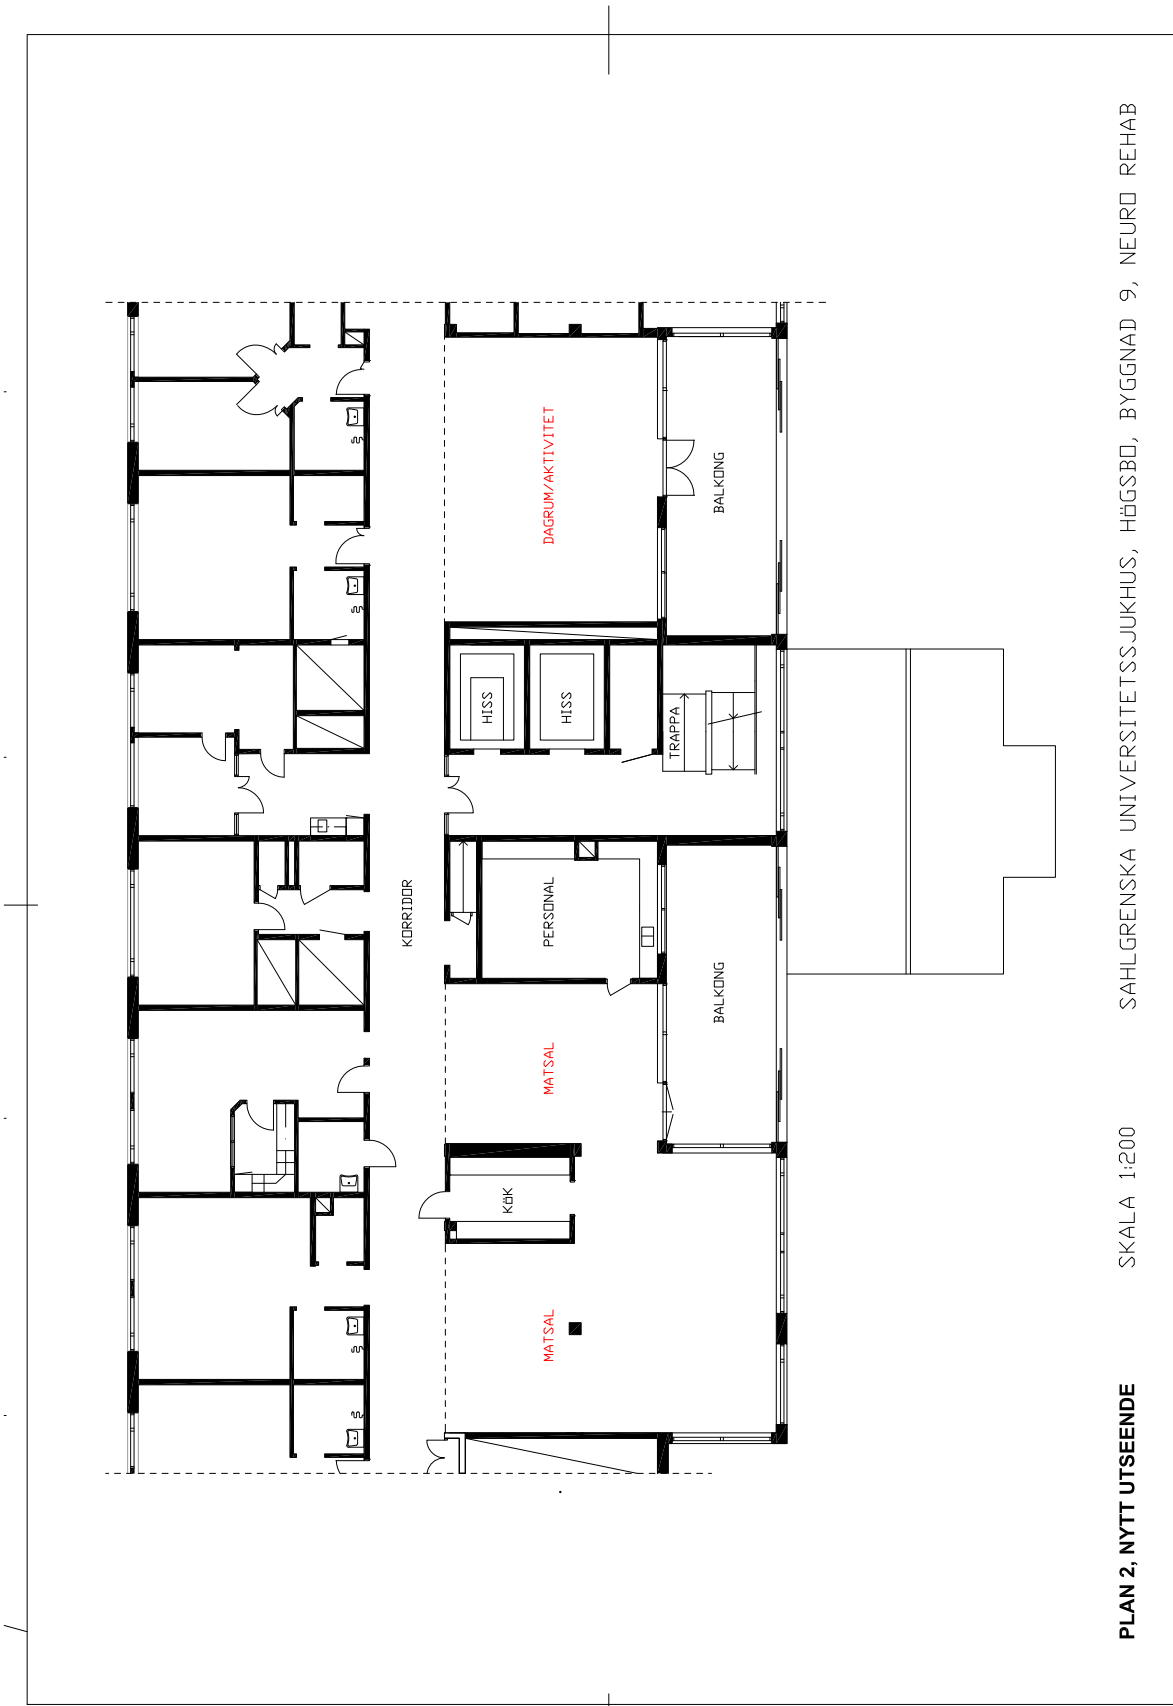 KORRIDOR
MATSAL
KÖK
MATSAL
PERSONAL
BALKONG
HISS
HISS
TRAPPA
DAGRUM/AKTIVITET
BALKONG
PLAN 2, NYTT UTSEENDE SKALA 1:200 SAHLGRENSKA UNIVERSITETSSJUKHUS, HÖGSBO, BYGGNAD 9, NEURO REHAB